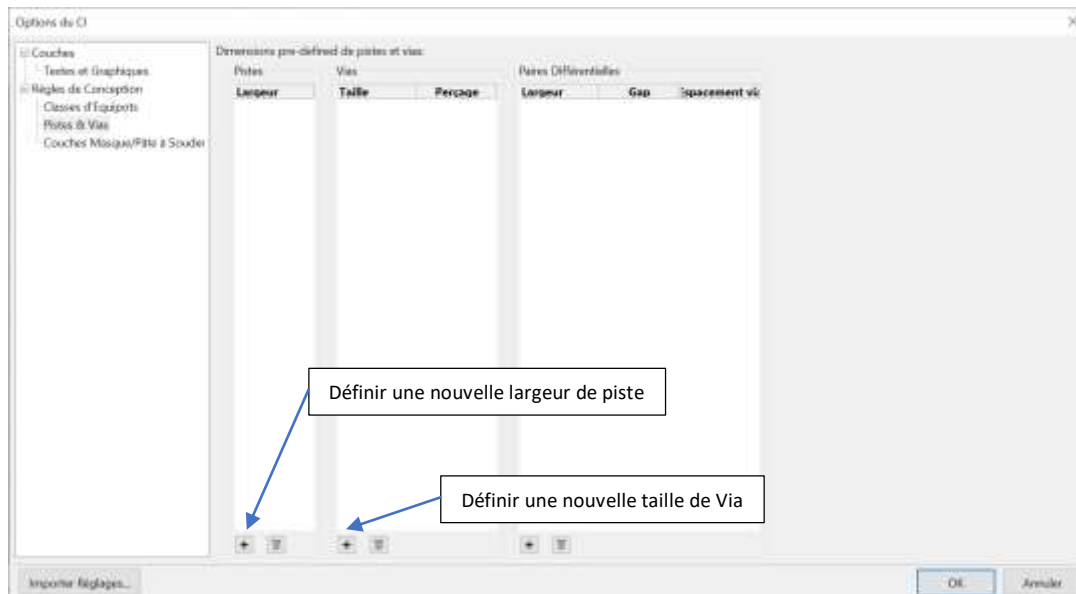 Options du CI
Couches
Textes et Graphiques
Règles de Conception
Classes d'Equipots
Pistes & Vias
Couches Masque/Pâte à Souder
Dimensions pre-defined de pistes et vias:
Pistes
Vias
Paires Différentielles
Largeur
Taille
Perçage
Largeur
Gap
Espacement via
Définir une nouvelle largeur de piste
Définir une nouvelle taille de Via
Importer Réglages...
OK
Annuler